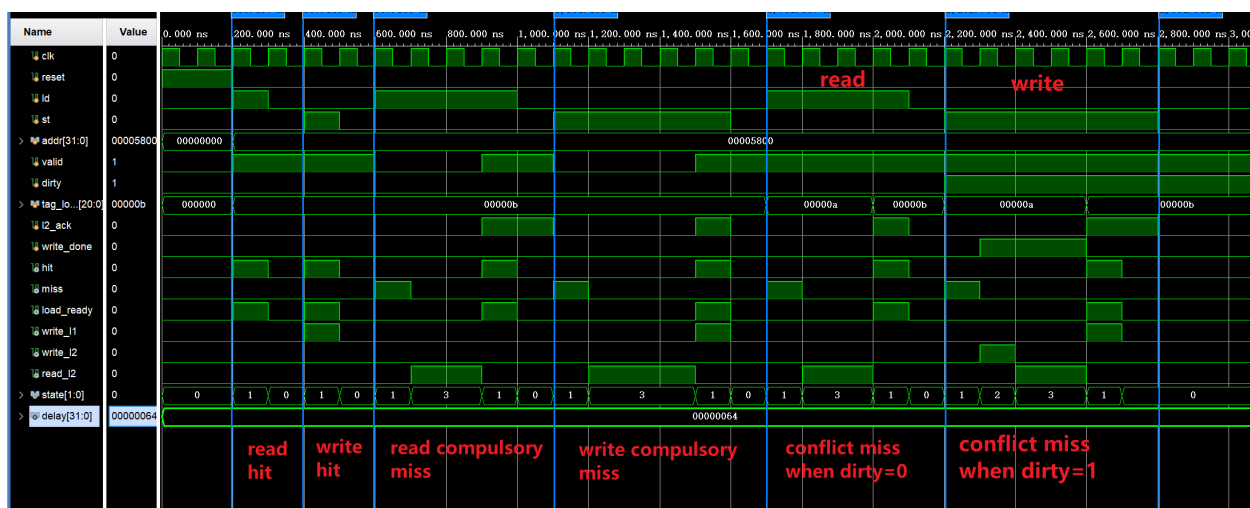 Name Value 0.000 ns 200.000 ns 400.000 ns 600.000 ns 800.000 ns 1,000.000 ns 1,200.000 ns 1,400.000 ns 1,600.000 ns 1,800.000 ns 2,000.000 ns 2,200.000 ns 2,400.000 ns 2,600.000 ns 2,800.000 ns 3,00
clk 0
reset 0 read write
ld 0
st 0
addr[31:0] 00005800 00000000 00005800
valid 1
dirty 1
tag_lo...[20:0] 00000b 000000 00000b 00000a 00000b 00000a 00000b
l2_ack 0
write_done 0
hit 0
miss 0
load_ready 0
write_l1 0
write_l2 0
read_l2 0
state[1:0] 0 0 1 0 1 0 1 3 1 0 1 3 1 0 1 3 1 0 1 2 3 1 0
delay[31:0] 00000064 00000064
read hit
write hit
read compulsory miss
write compulsory miss
conflict miss when dirty=0
conflict miss when dirty=1